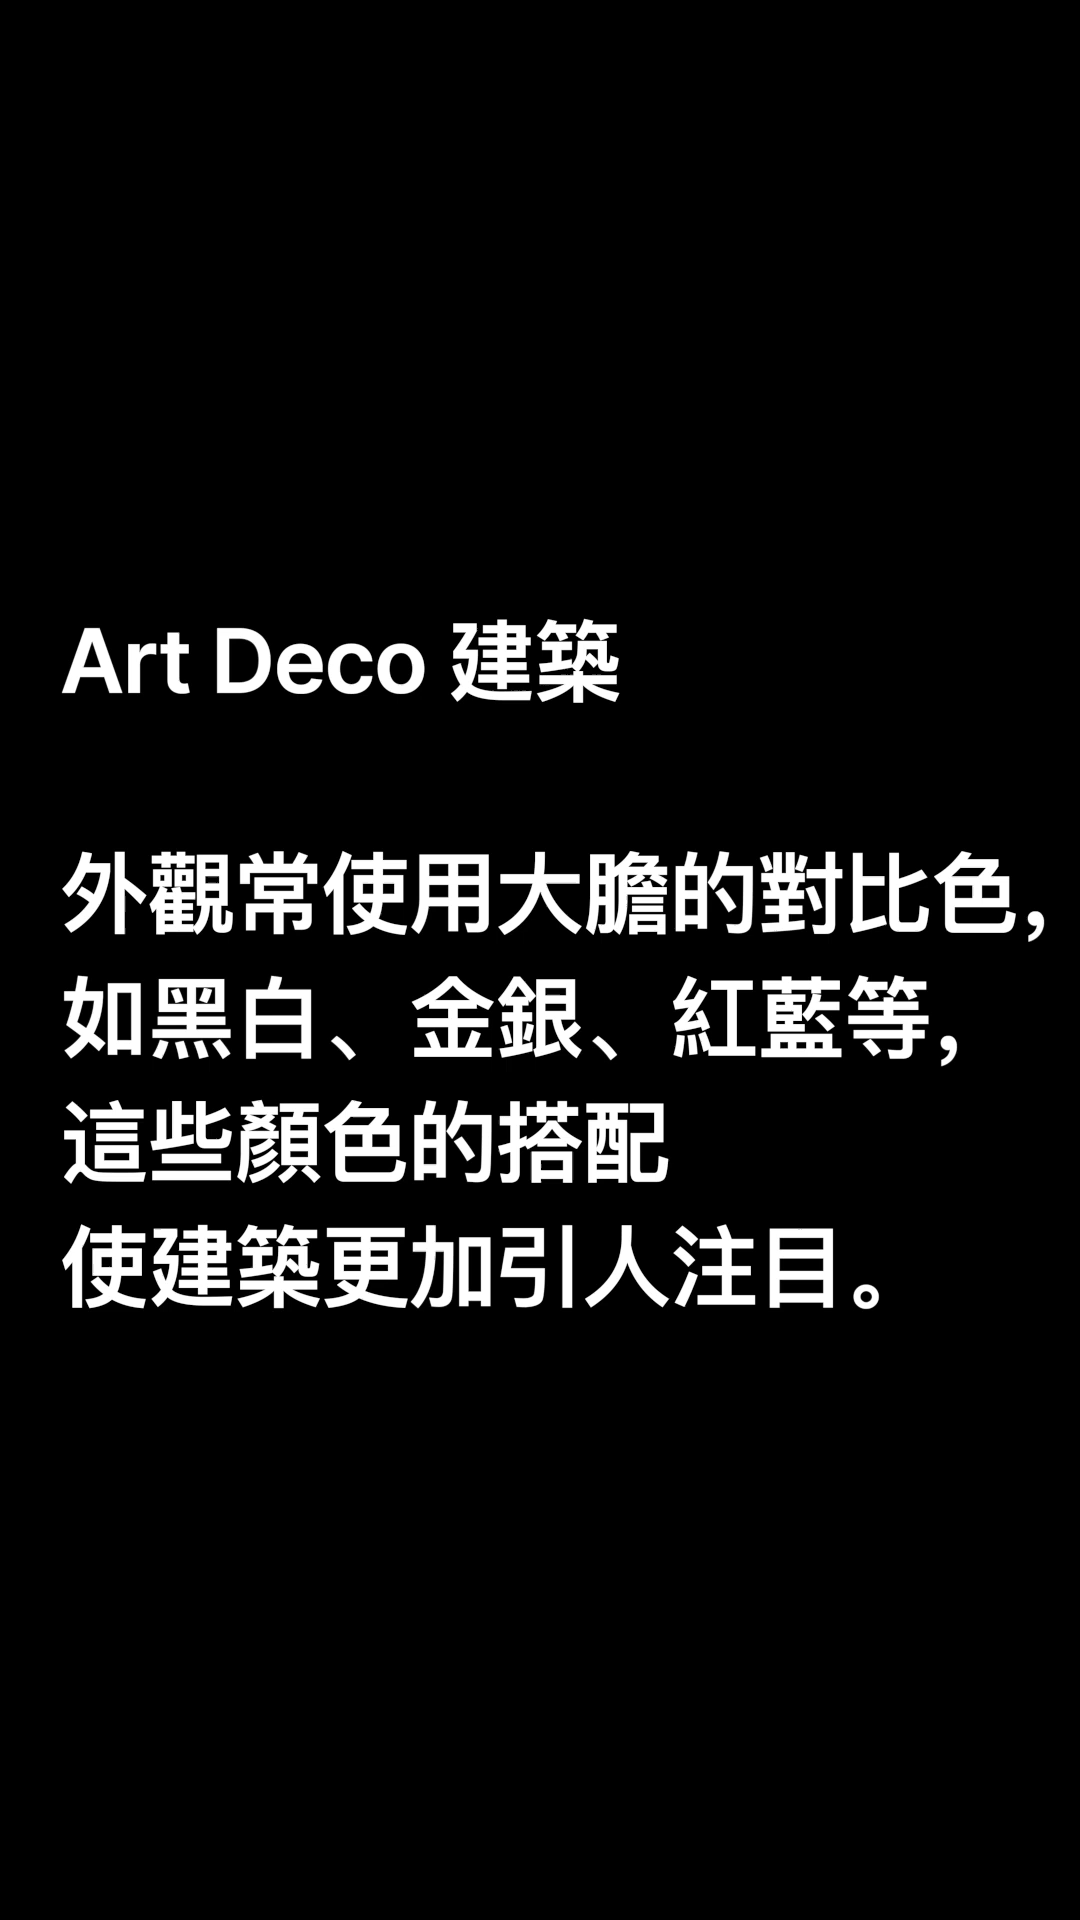 Art Deco 建築
外觀常使用大膽的對比色,
如黑白、金銀、紅藍等,
這些顏色的搭配
使建築更加引人注目。